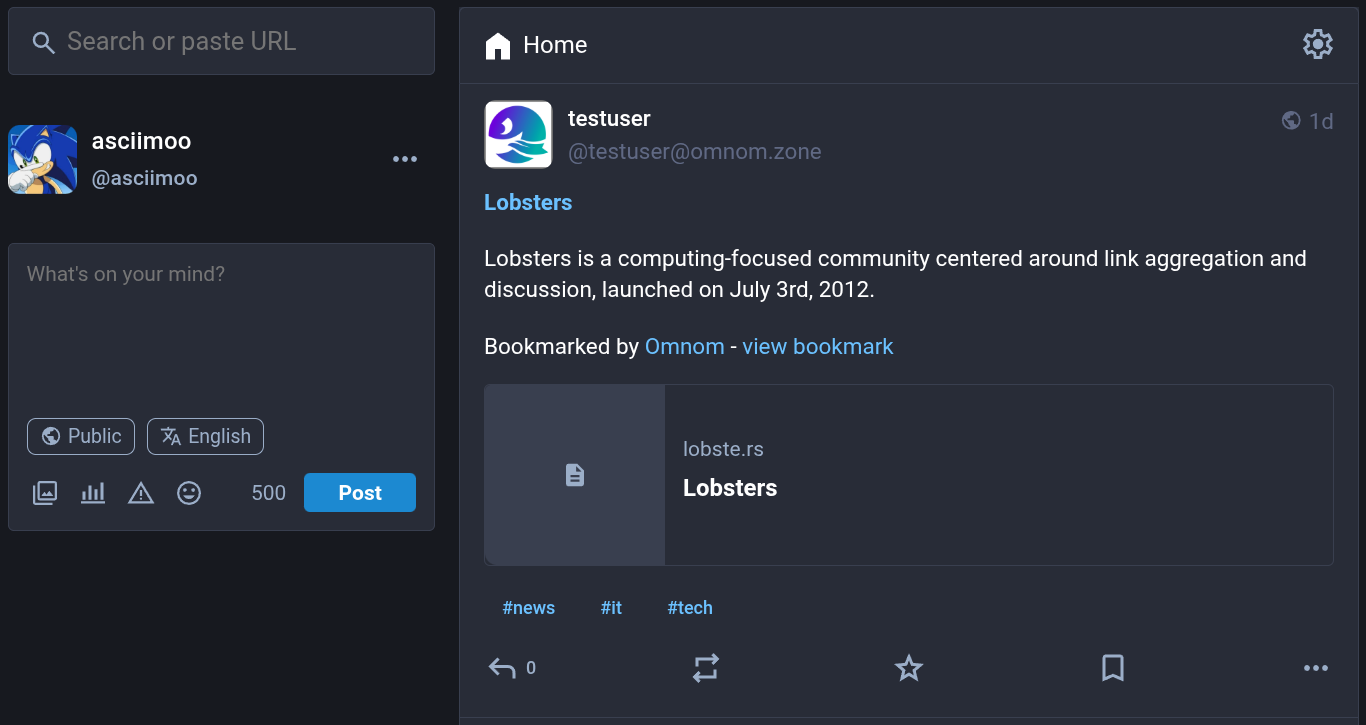 Search or paste URL
asciimoo
@asciimoo
What's on your mind?
Public
English
500
Post
Home
testuser
@testuser@omnom.zone
1d
Lobsters
Lobsters is a computing-focused community centered around link aggregation and
discussion, launched on July 3rd, 2012.
Bookmarked by Omnom - view bookmark
lobste.rs
Lobsters
#news #it #tech
0